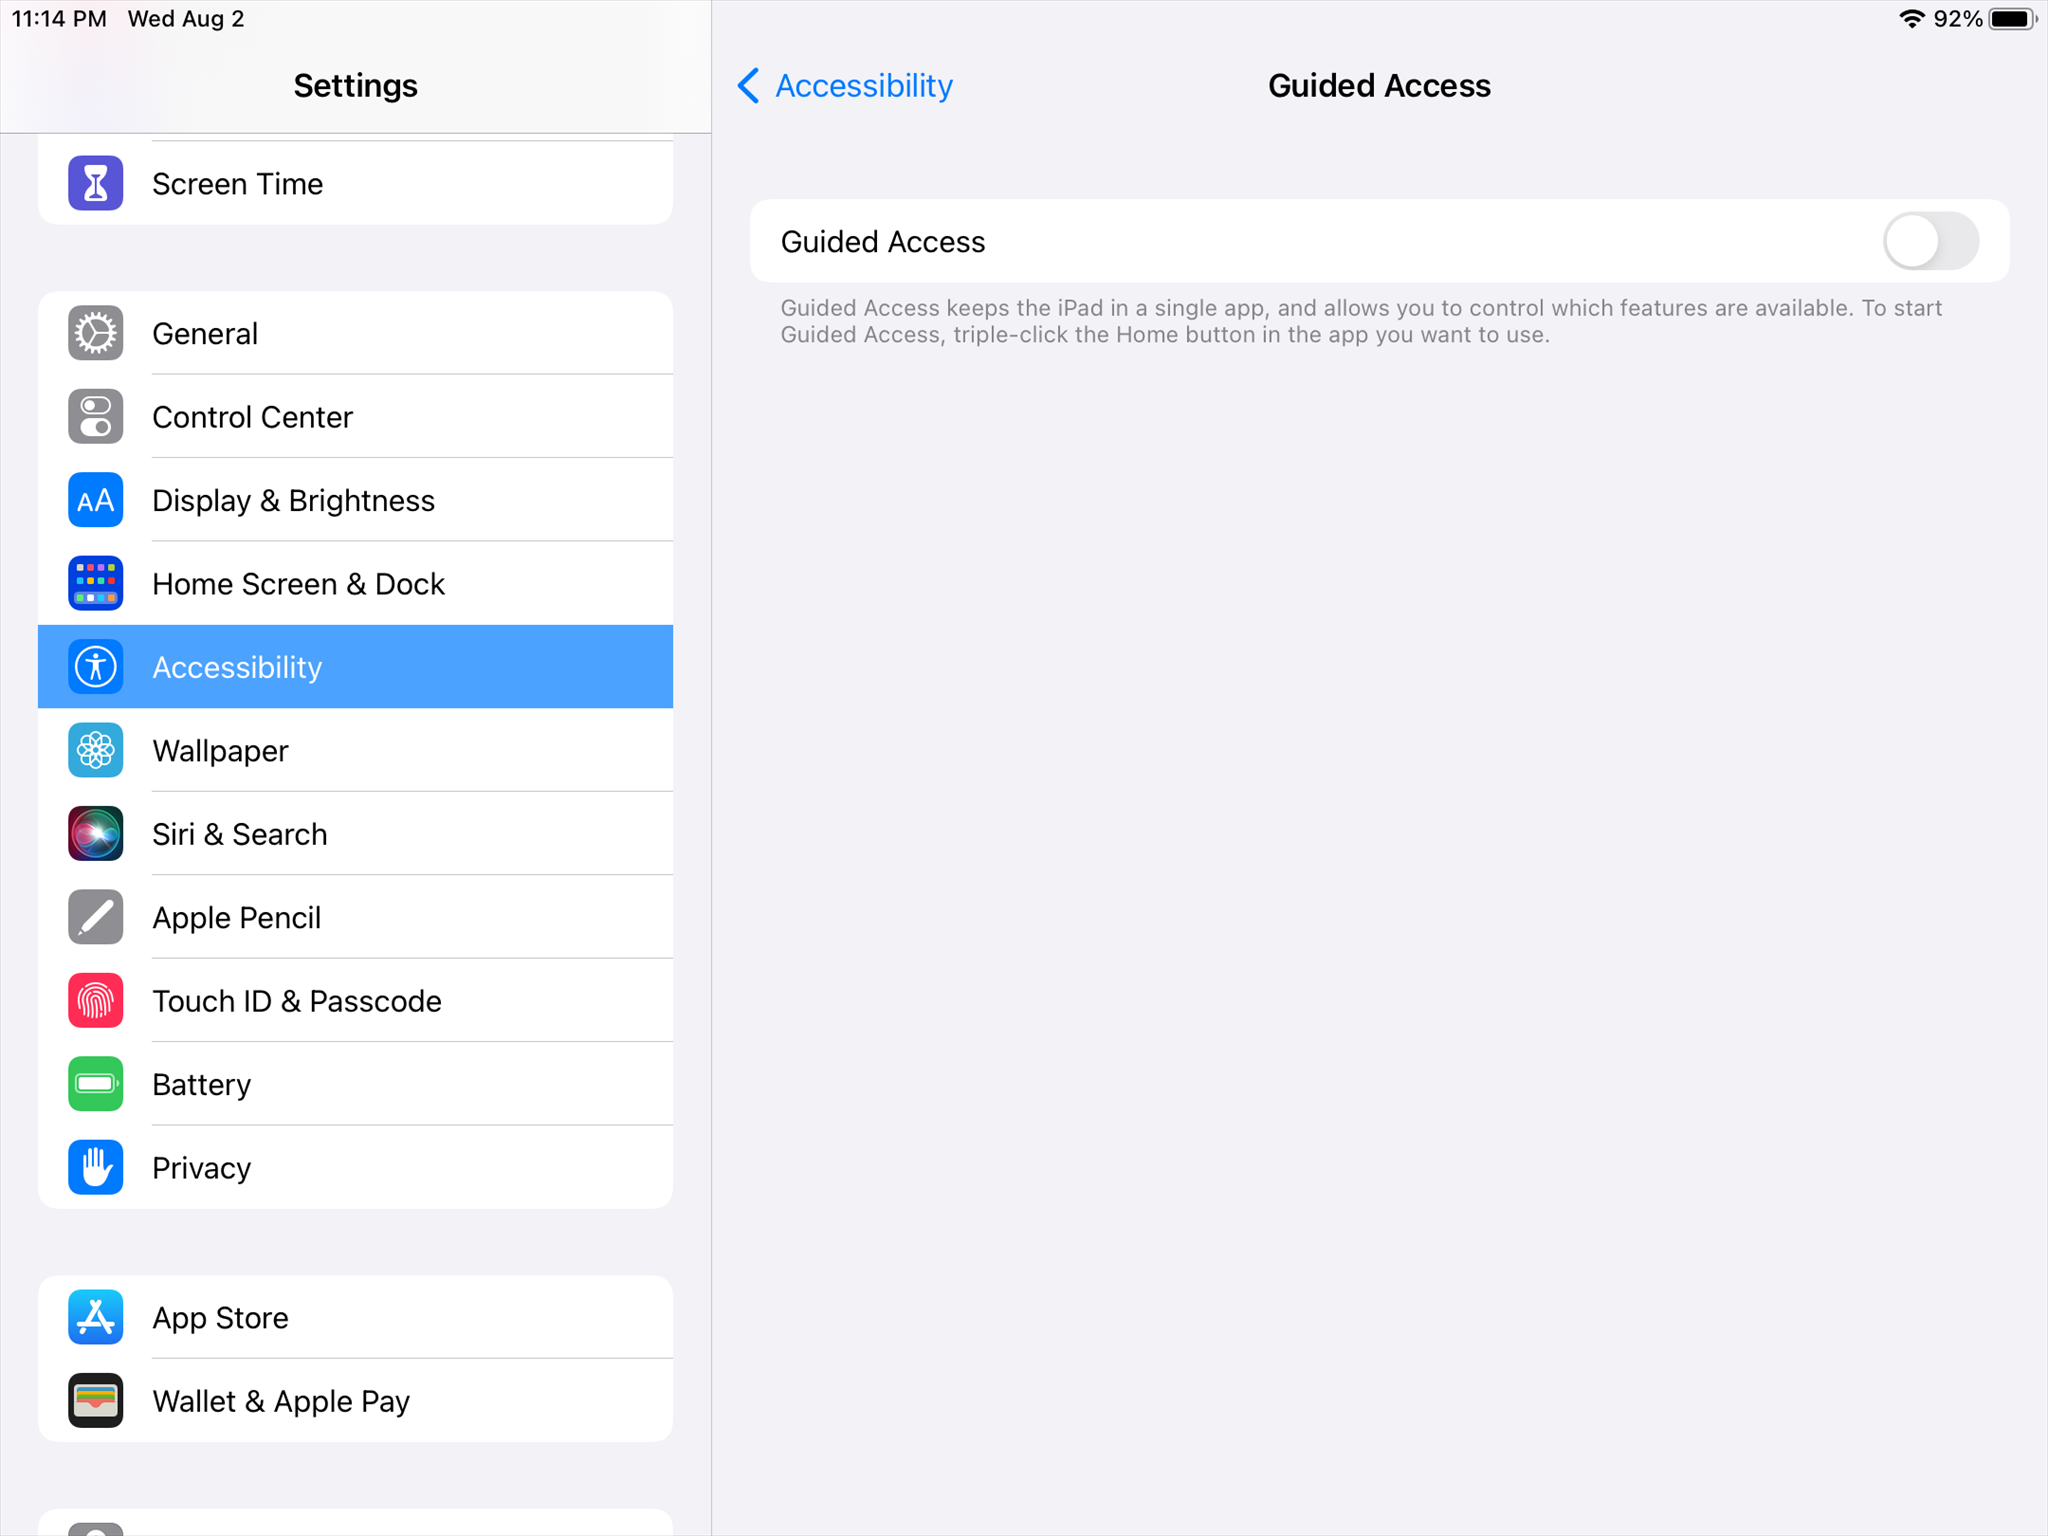 11:14 PM Wed Aug 2
92%
Settings
Accessibility
Guided Access
Screen Time
General
Control Center
AA Display & Brightness
Home Screen & Dock
Accessibility
Wallpaper
Siri & Search
Apple Pencil
Touch ID & Passcode
Battery
Privacy
App Store
Wallet & Apple Pay
Guided Access
Guided Access keeps the iPad in a single app, and allows you to control which features are available. To start
Guided Access, triple-click the Home button in the app you want to use.